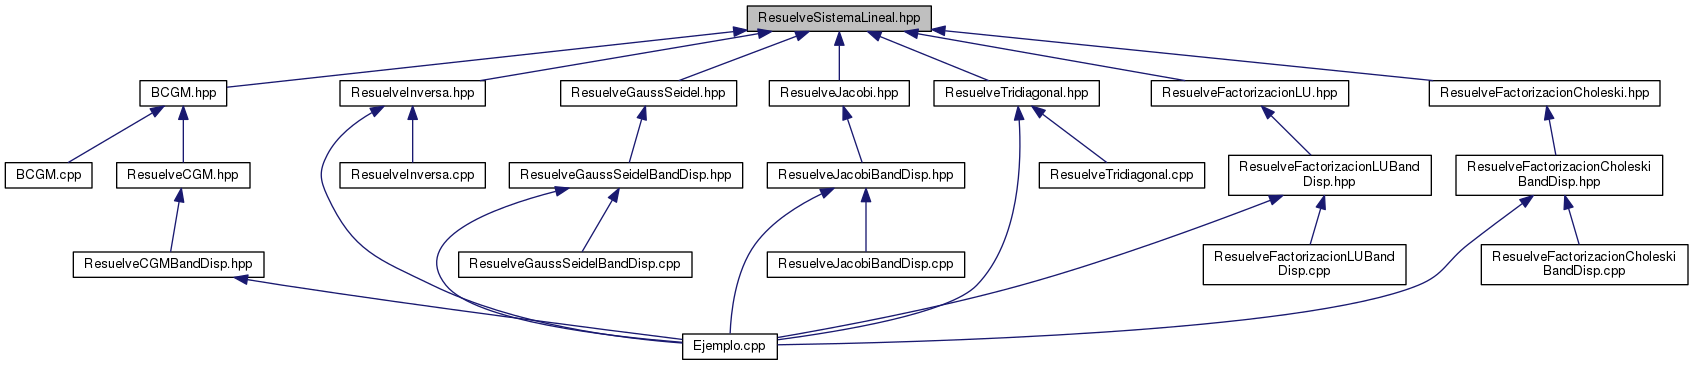 ResuelveSistemaLineal.hpp
BCGM.hpp
ResuelveInversa.hpp
ResuelveGaussSeidel.hpp
ResuelveJacobi.hpp
ResuelveTridiagonal.hpp
ResuelveFactorizacionLU.hpp
ResuelveFactorizacionCholeski.hpp
BCGM.cpp
ResuelveCGM.hpp
ResuelveInversa.cpp
ResuelveGaussSeidelBandDisp.hpp
ResuelveJacobiBandDisp.hpp
ResuelveTridiagonal.cpp
ResuelveFactorizacionLUBand
Disp.hpp
ResuelveFactorizacionCholeski
BandDisp.hpp
ResuelveCGMBandDisp.hpp
ResuelveGaussSeidelBandDisp.cpp
ResuelveJacobiBandDisp.cpp
ResuelveFactorizacionLUBand
Disp.cpp
ResuelveFactorizacionCholeski
BandDisp.cpp
Ejemplo.cpp